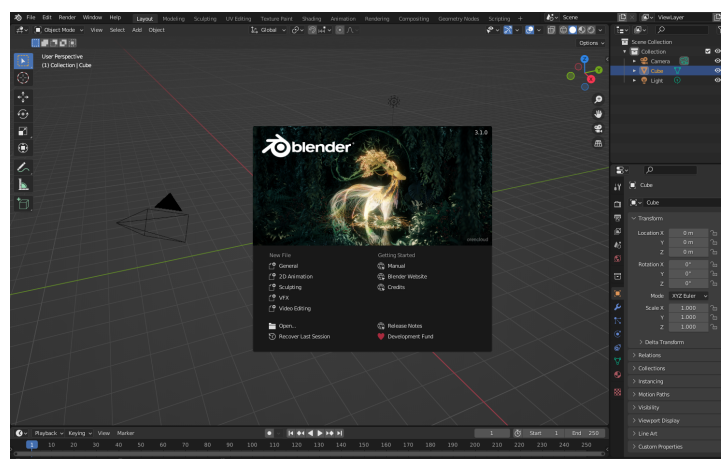 File Edit Render Window Help Layout Modeling Sculpting UV Editing Texture Paint Shading Animation Rendering Compositing Geometry Nodes Scripting + Scene ViewLayer
Object Mode View Select Add Object Global Options
User Perspective
(1) Collection | Cube
Scene Collection
Collection
Camera
Cube
Light
blender
3.1.0
New File
General
2D Animation
Sculpting
VFX
Video Editing
Open...
Recover Last Session
Getting Started
Manual
Blender Website
Credits
Release Notes
Development Fund
Cube
Cube
Transform
Location X 0 m
Y 0 m
Z 0 m
Rotation X 0°
Y 0°
Z 0°
Mode XYZ Euler
Scale X 1.000
Y 1.000
Z 1.000
Delta Transform
Relations
Collections
Instancing
Motion Paths
Visibility
Viewport Display
Line Art
Custom Properties
Playback Keying View Marker 1 Start 1 End 250
1 10 20 30 40 50 60 70 80 90 100 110 120 130 140 150 160 170 180 190 200 210 220 230 240 250